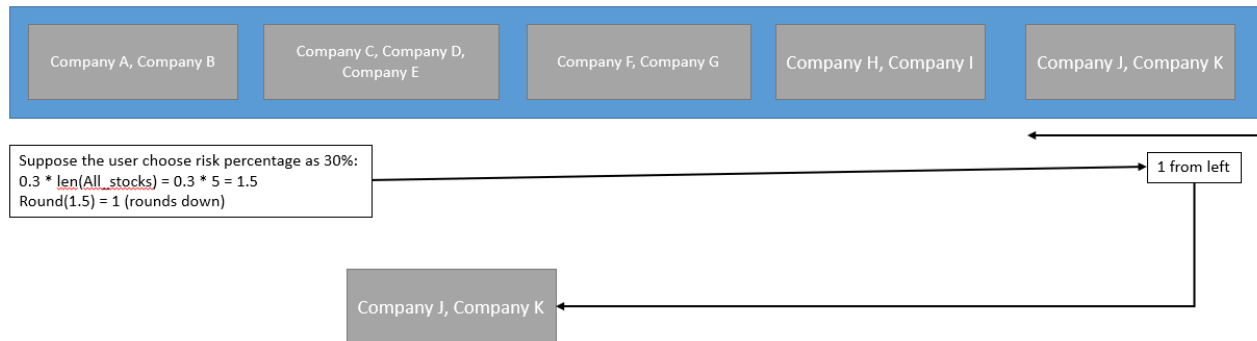 Company A, Company B
Company C, Company D,
Company E
Company F, Company G
Company H, Company I
Company J, Company K
Suppose the user choose risk percentage as 30%:
0.3 * len(All_stocks) = 0.3 * 5 = 1.5
Round(1.5) = 1 (rounds down)
1 from left
Company J, Company K